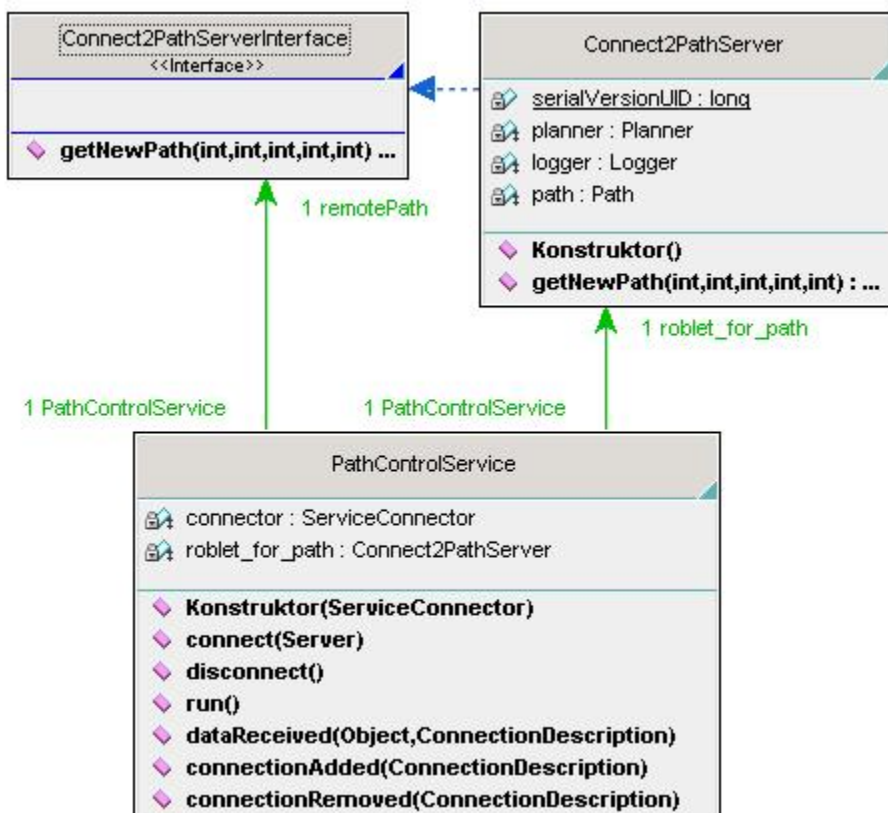 Connect2PathServerInterface
<<Interface>>
getNewPath(int,int,int,int,int) ...
Connect2PathServer
serialVersionUID : long
planner : Planner
logger : Logger
path : Path
Konstruktor()
getNewPath(int,int,int,int,int) : ...
1 remotePath
1 roblet_for_path
1 PathControlService
1 PathControlService
PathControlService
connector : ServiceConnector
roblet_for_path : Connect2PathServer
Konstruktor(ServiceConnector)
connect(Server)
disconnect()
run()
dataReceived(Object,ConnectionDescription)
connectionAdded(ConnectionDescription)
connectionRemoved(ConnectionDescription)